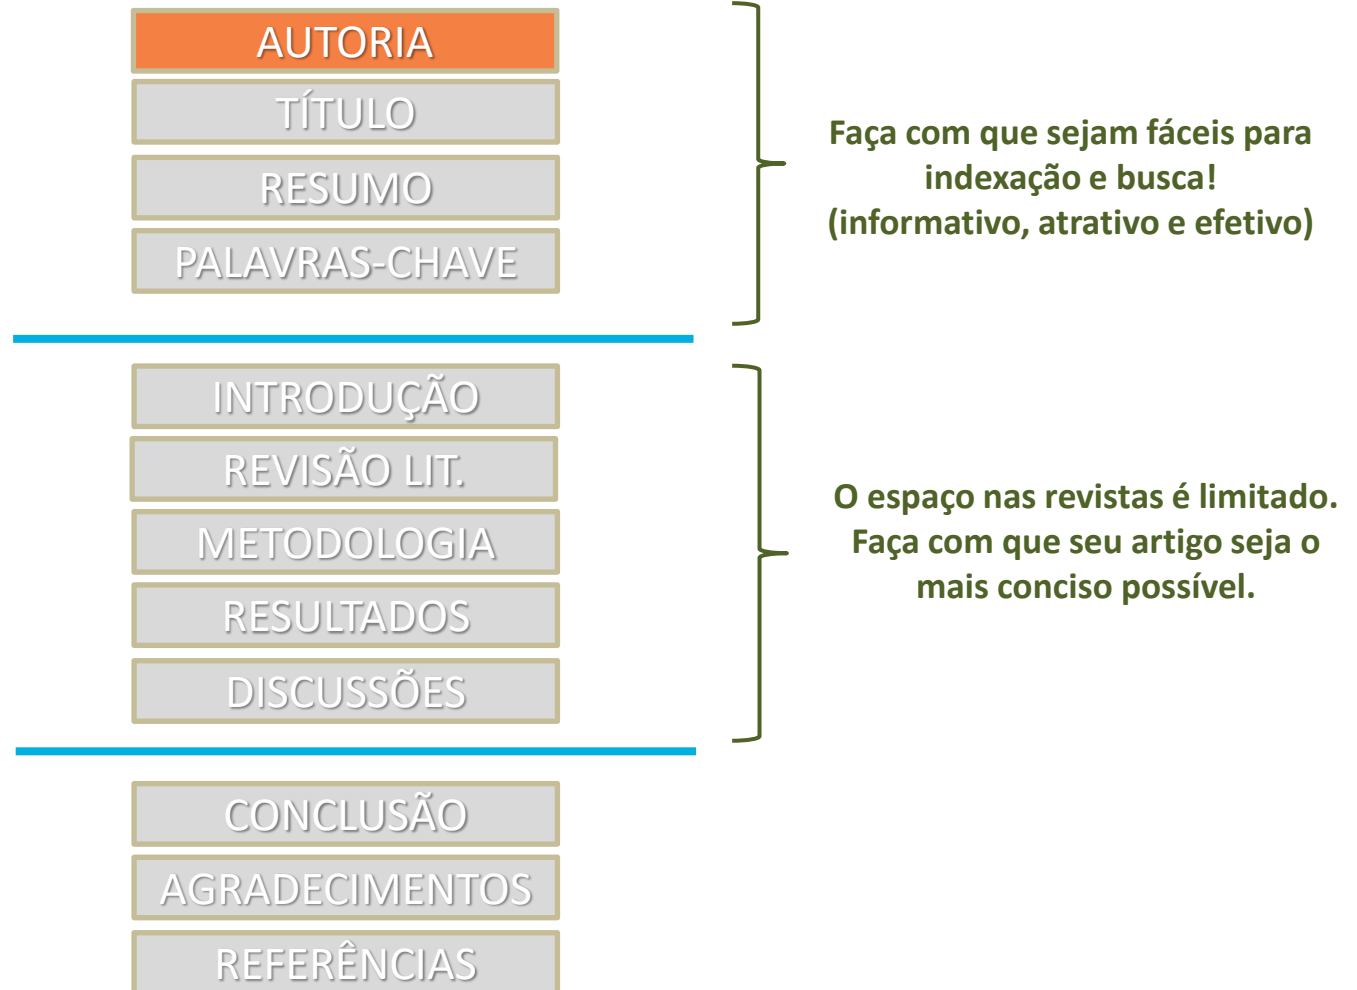 AUTORIA
TÍTULO
RESUMO
PALAVRAS-CHAVE
Faça com que sejam fáceis para
indexação e busca!
(informativo, atrativo e efetivo)
INTRODUÇÃO
REVISÃO LIT.
METODOLOGIA
RESULTADOS
DISCUSSÕES
O espaço nas revistas é limitado.
Faça com que seu artigo seja o
mais conciso possível.
CONCLUSÃO
AGRADECIMENTOS
REFERÊNCIAS